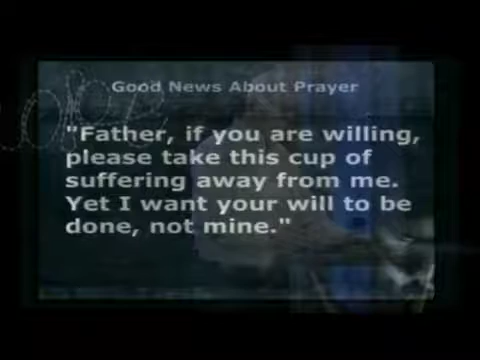 Good News About Prayer
"Father, if you are willing,
please take this cup of
suffering away from me.
Yet I want your will to be
done, not mine."